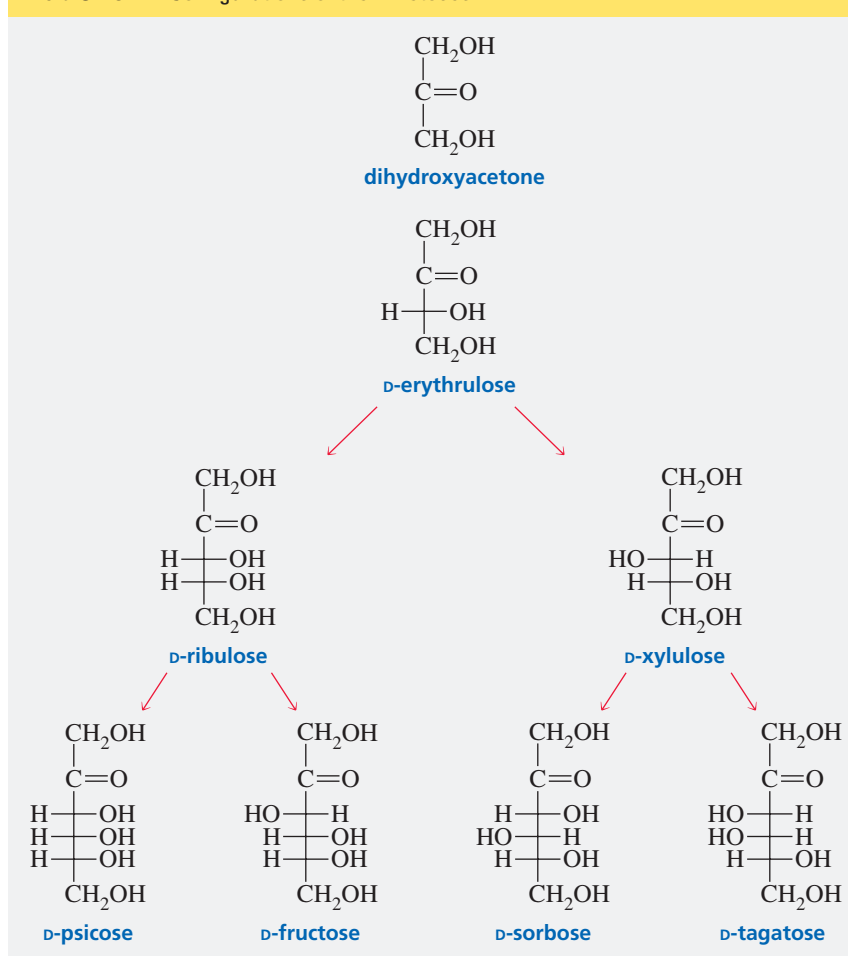 CH2OH
C=O
CH2OH
dihydroxyacetone
CH2OH
C=O
H OH
CH2OH
D-erythrulose
CH2OH
C=O
H OH
H OH
CH2OH
D-ribulose
CH2OH
C=O
HO H
H OH
CH2OH
D-xylulose
CH2OH
C=O
H OH
H OH
H OH
CH2OH
D-psicose
CH2OH
C=O
HO H
H OH
H OH
CH2OH
D-fructose
CH2OH
C=O
H OH
HO H
H OH
CH2OH
D-sorbose
CH2OH
C=O
HO H
HO H
H OH
CH2OH
D-tagatose